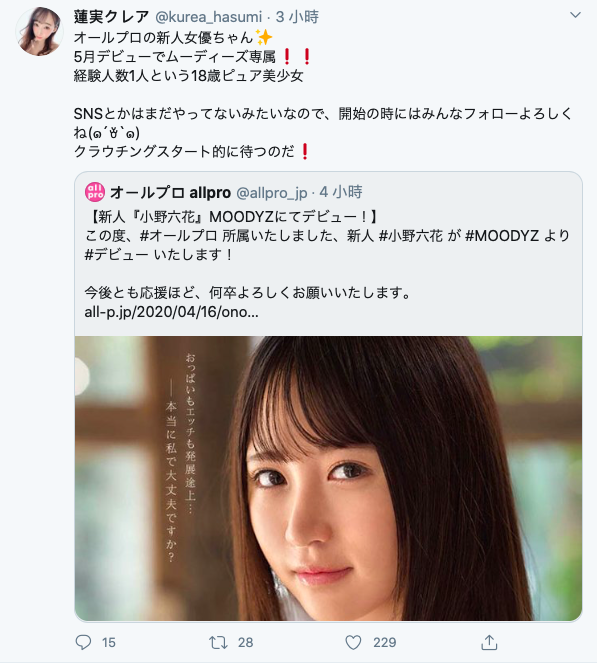 蓮実クレア @kurea_hasumi · 3 小時
オールプロの新人女優ちゃん✨
5月デビューでムーディーズ専属❗❗
経験人数1人という18歳ピュア美少女
SNSとかはまだやってないみたいなので、開始の時にはみんなフォローよろしく
ね(๑´ڡ`๑)
クラウチングスタート的に待つのだ❗
all
pro
オールプロ allpro @allpro_jp · 4 小時
【新人『小野六花』MOODYZにてデビュー！】
この度、#オールプロ 所属いたしました、新人 #小野六花 が #MOODYZ より
#デビュー いたします！
今後とも応援ほど、何卒よろしくお願いいたします。
all-p.jp/2020/04/16/ono...
おっぱいもエッチも発展途上…
──本当に私で大丈夫ですか？
15
28
229